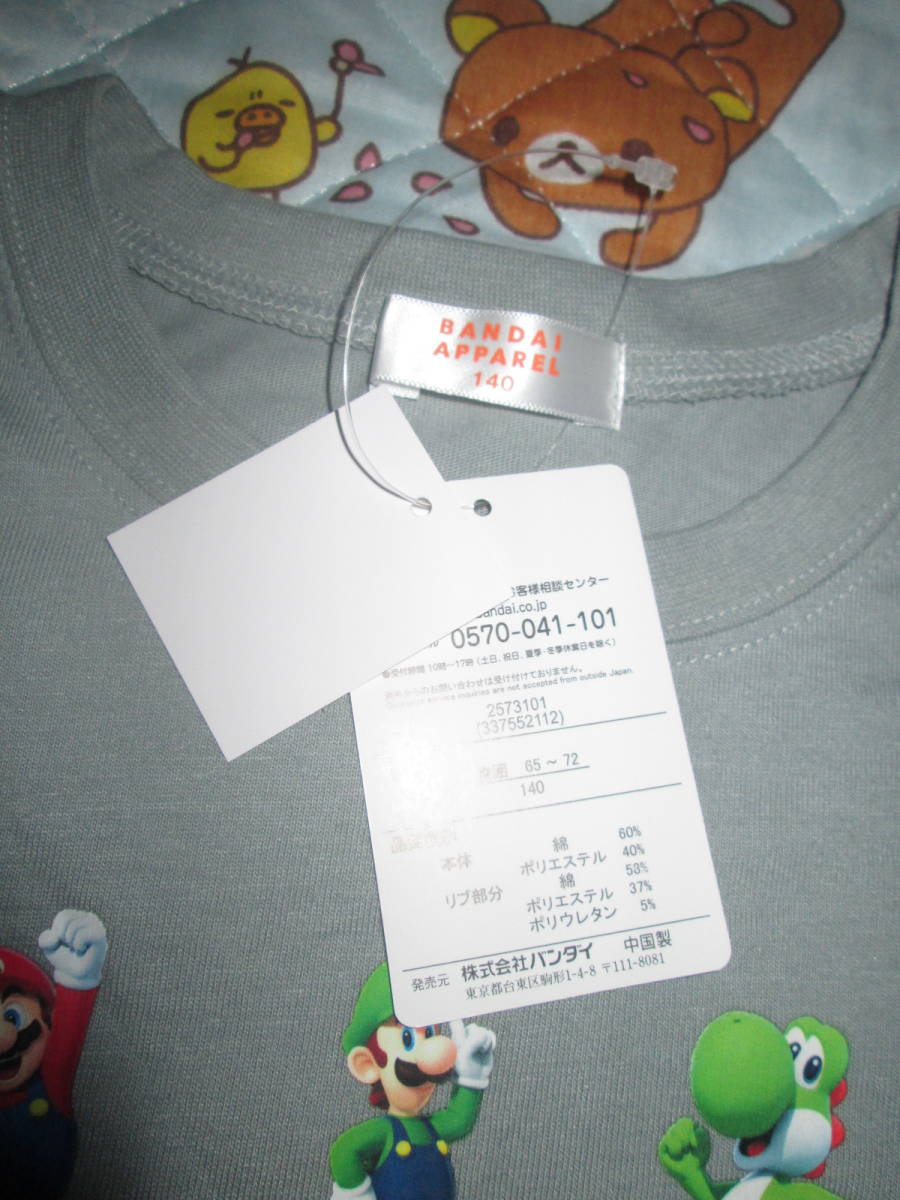 BANDAI
APPAREL
140
客様相談センター
andai.co.jp
0570-041-101
●受付時間 10時〜17時(土日、祝日、夏季・冬季休業日を除く)
からのお問い合わせは受け付けておりません。
service inquiries are not accepted from outside Japan.
2573101
(337552112)
65〜72
140
本体 綿 60%
ポリエステル 40%
リブ部分 綿 53%
ポリエステル 37%
ポリウレタン 5%
発売元 株式会社バンダイ 中国製
東京都台東区駒形1-4-8 〒111-8081